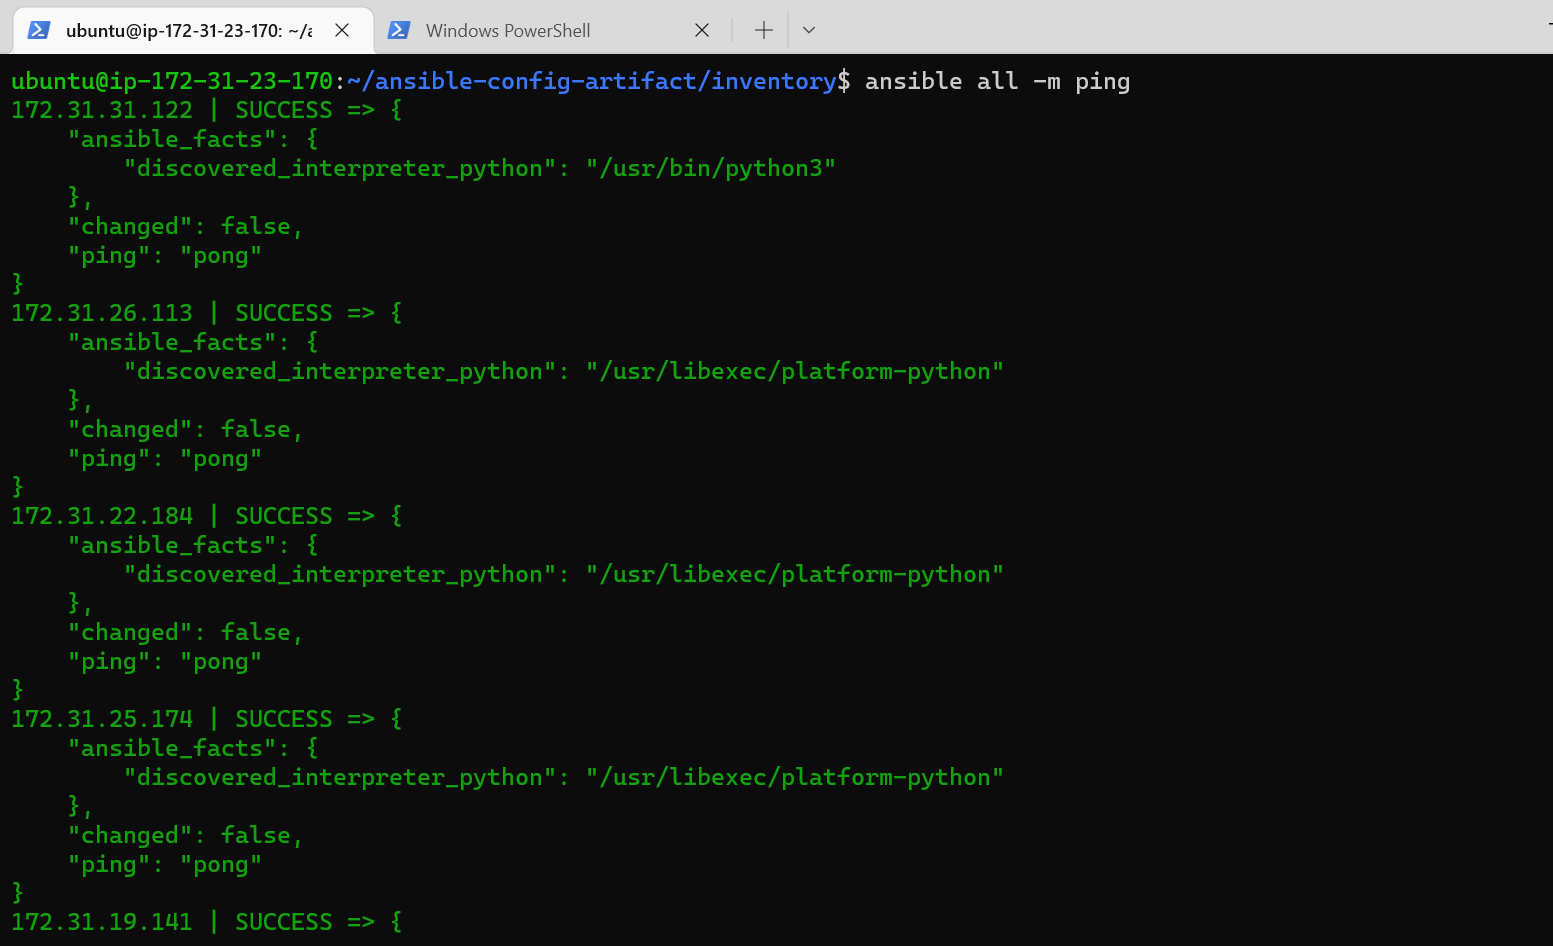 ubuntu@ip-172-31-23-170: ~/a
Windows PowerShell
ubuntu@ip-172-31-23-170:~/ansible-config-artifact/inventory$ ansible all -m ping
172.31.31.122 | SUCCESS => {
    "ansible_facts": {
        "discovered_interpreter_python": "/usr/bin/python3"
    },
    "changed": false,
    "ping": "pong"
}
172.31.26.113 | SUCCESS => {
    "ansible_facts": {
        "discovered_interpreter_python": "/usr/libexec/platform-python"
    },
    "changed": false,
    "ping": "pong"
}
172.31.22.184 | SUCCESS => {
    "ansible_facts": {
        "discovered_interpreter_python": "/usr/libexec/platform-python"
    },
    "changed": false,
    "ping": "pong"
}
172.31.25.174 | SUCCESS => {
    "ansible_facts": {
        "discovered_interpreter_python": "/usr/libexec/platform-python"
    },
    "changed": false,
    "ping": "pong"
}
172.31.19.141 | SUCCESS => {